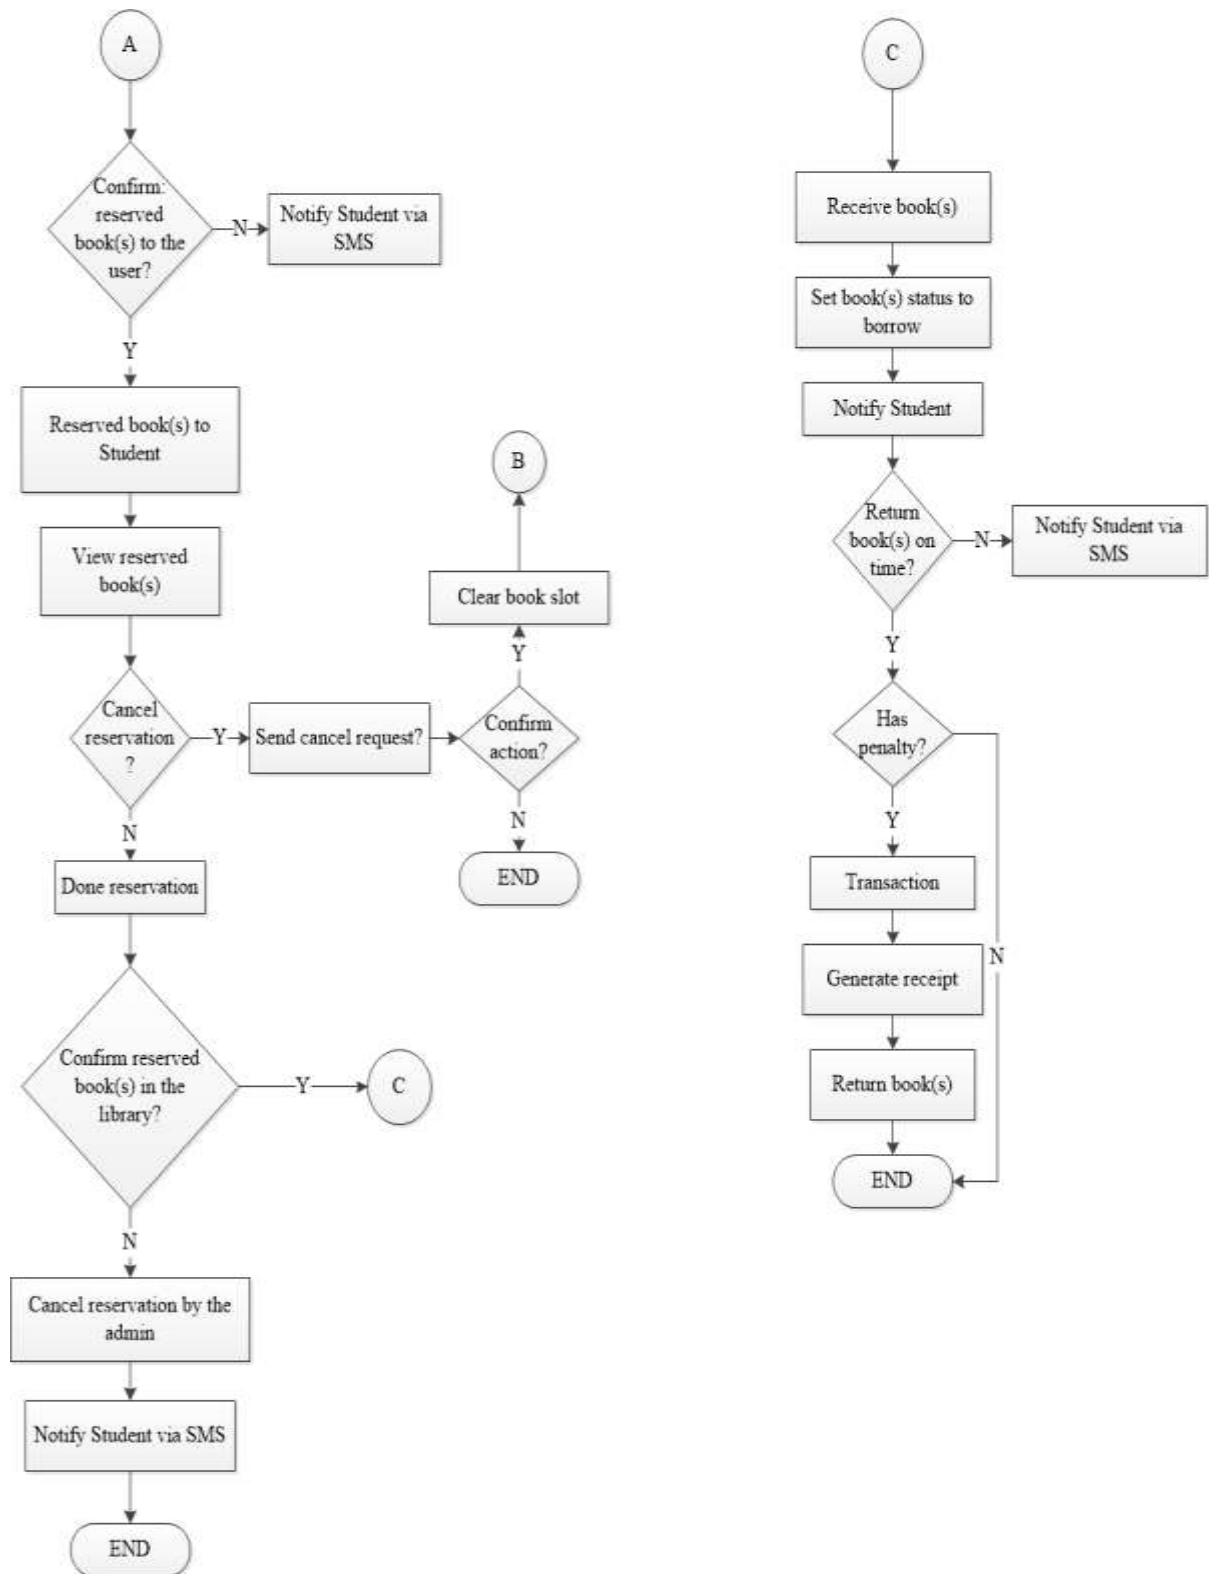 A
Confirm:
reserved
book(s) to the
user?
N
Notify Student via
SMS
Y
Reserved book(s) to
Student
View reserved
book(s)
Cancel
reservation
?
Y
Send cancel request?
Confirm
action?
Y
Clear book slot
B
N
END
N
Done reservation
Confirm reserved
book(s) in the
library?
Y
C
N
Cancel reservation by the
admin
Notify Student via SMS
END
C
Receive book(s)
Set book(s) status to
borrow
Notify Student
Return
book(s) on
time?
N
Notify Student via
SMS
Y
Has
penalty?
Y
Transaction
Generate receipt
Return book(s)
N
END